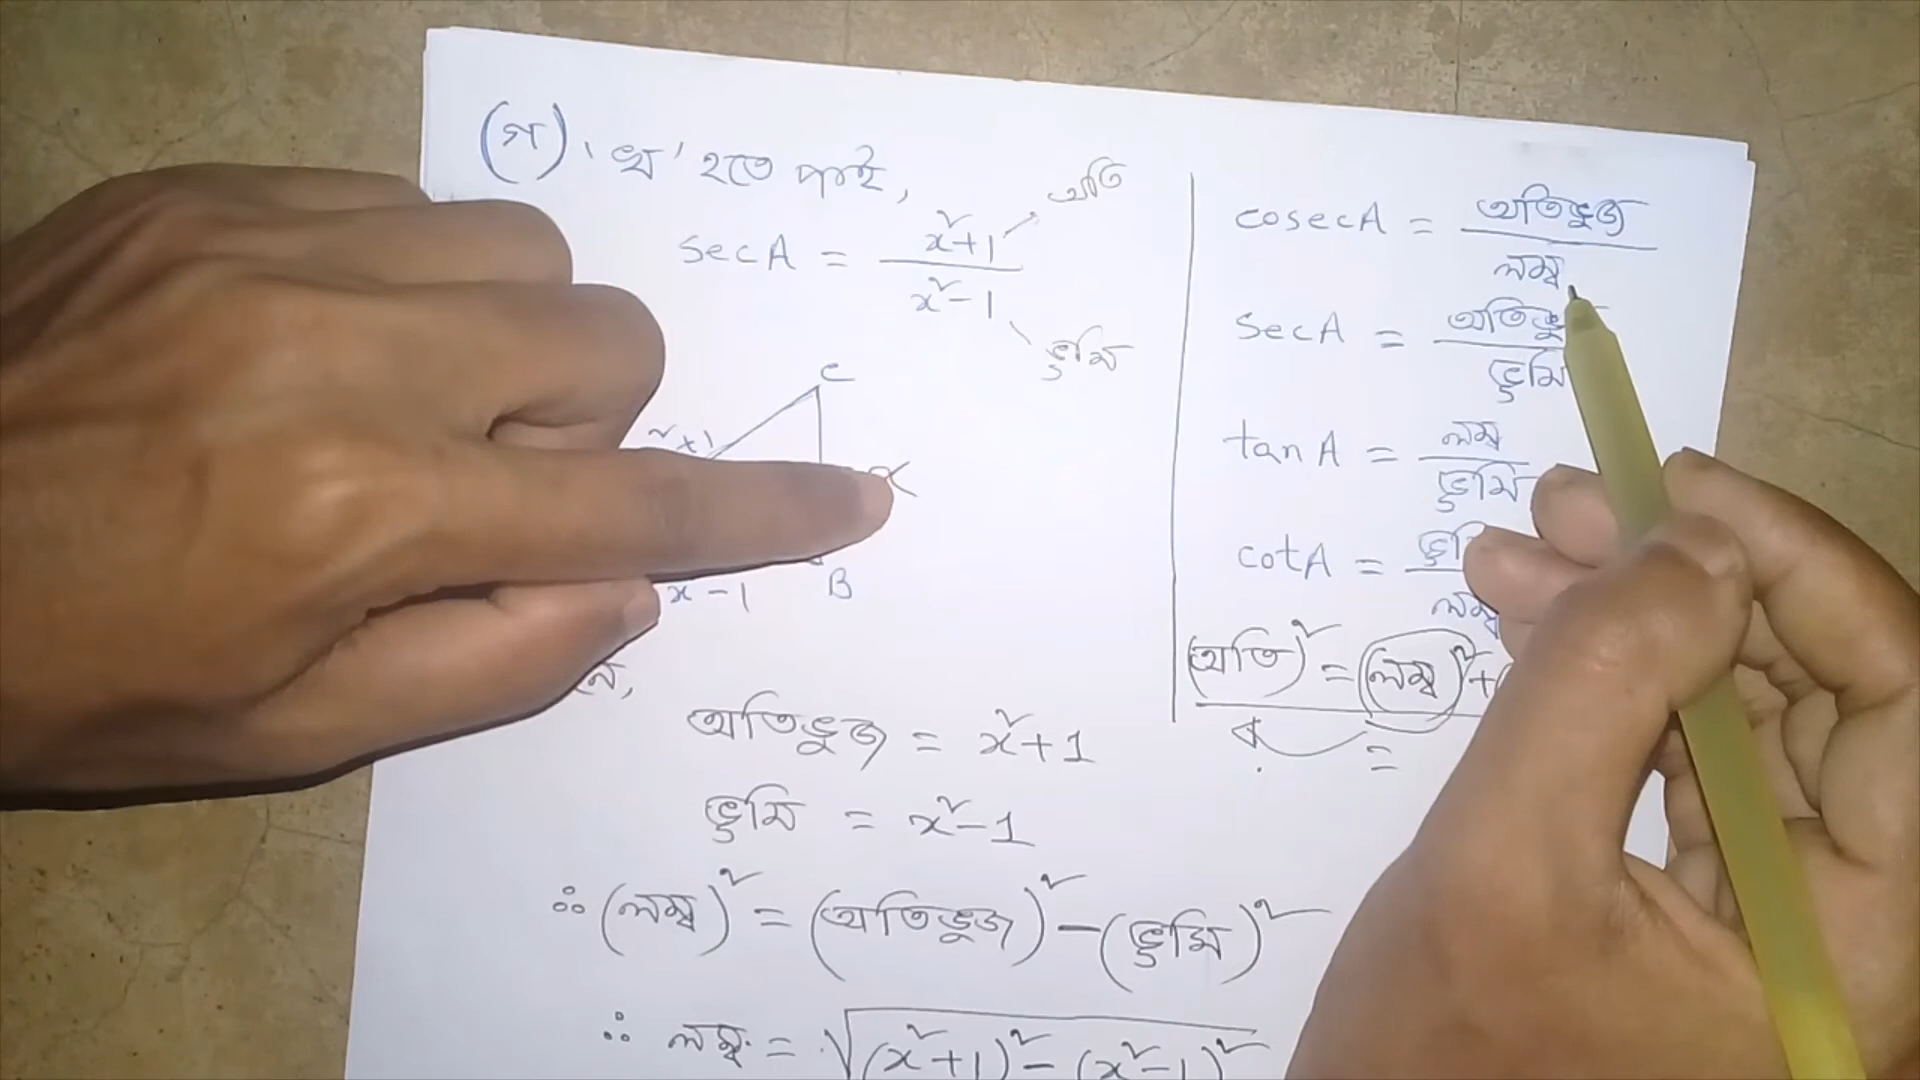 (গ) 'খ' হতে পাই,
secA = x²+1 / x²-1
অতি
ভূমি
C
²+1
B
x-1
অতিভুজ = x²+1
ভূমি = x²-1
∴ (লম্ব)² = (অতিভুজ)² - (ভূমি)²
∴ লম্ব = √(x²+1)² - (x²-1)²
cosecA = অতিভুজ / লম্ব
secA = অতিভু / ভূমি
tanA = লম্ব / ভূমি
cotA = ভূমি / লম্ব
(অতি)² = (লম্ব)² +
=